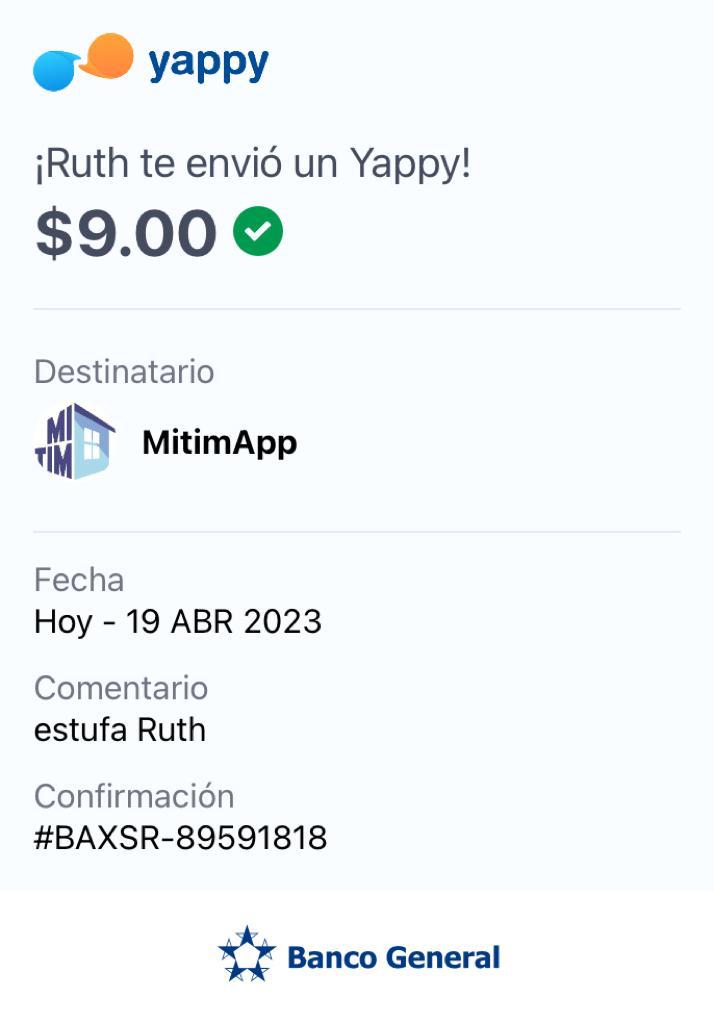 yappy
¡Ruth te envió un Yappy!
$9.00
Destinatario
MI
TIM
MitimApp
Fecha
Hoy - 19 ABR 2023
Comentario
estufa Ruth
Confirmación
#BAXSR-89591818
Banco General